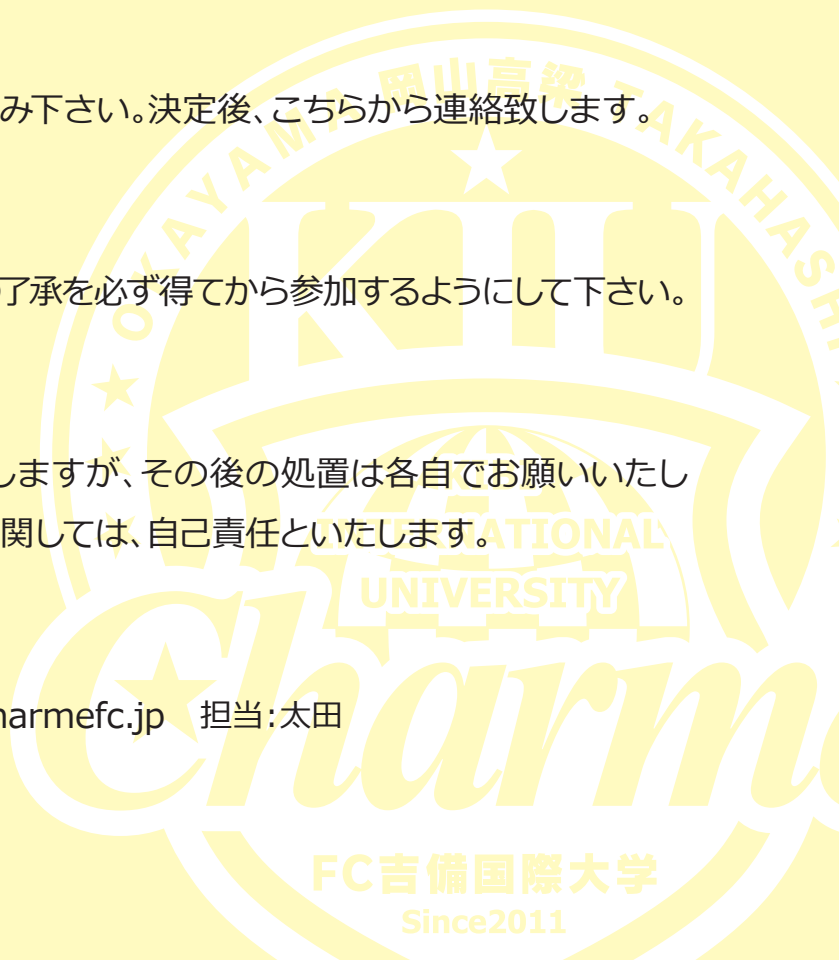 岡山高梁
OKAYAMA TAKAHASHI
み下さい。決定後、こちらから連絡致します。
KIU
了承を必ず得てから参加するようにして下さい。
しますが、その後の処置は各自でお願いいたし
関しては、自己責任といたします。
INTERNATIONAL
UNIVERSITY
Charme
harmefc.jp　担当：太田
FC吉備国際大学
Since2011